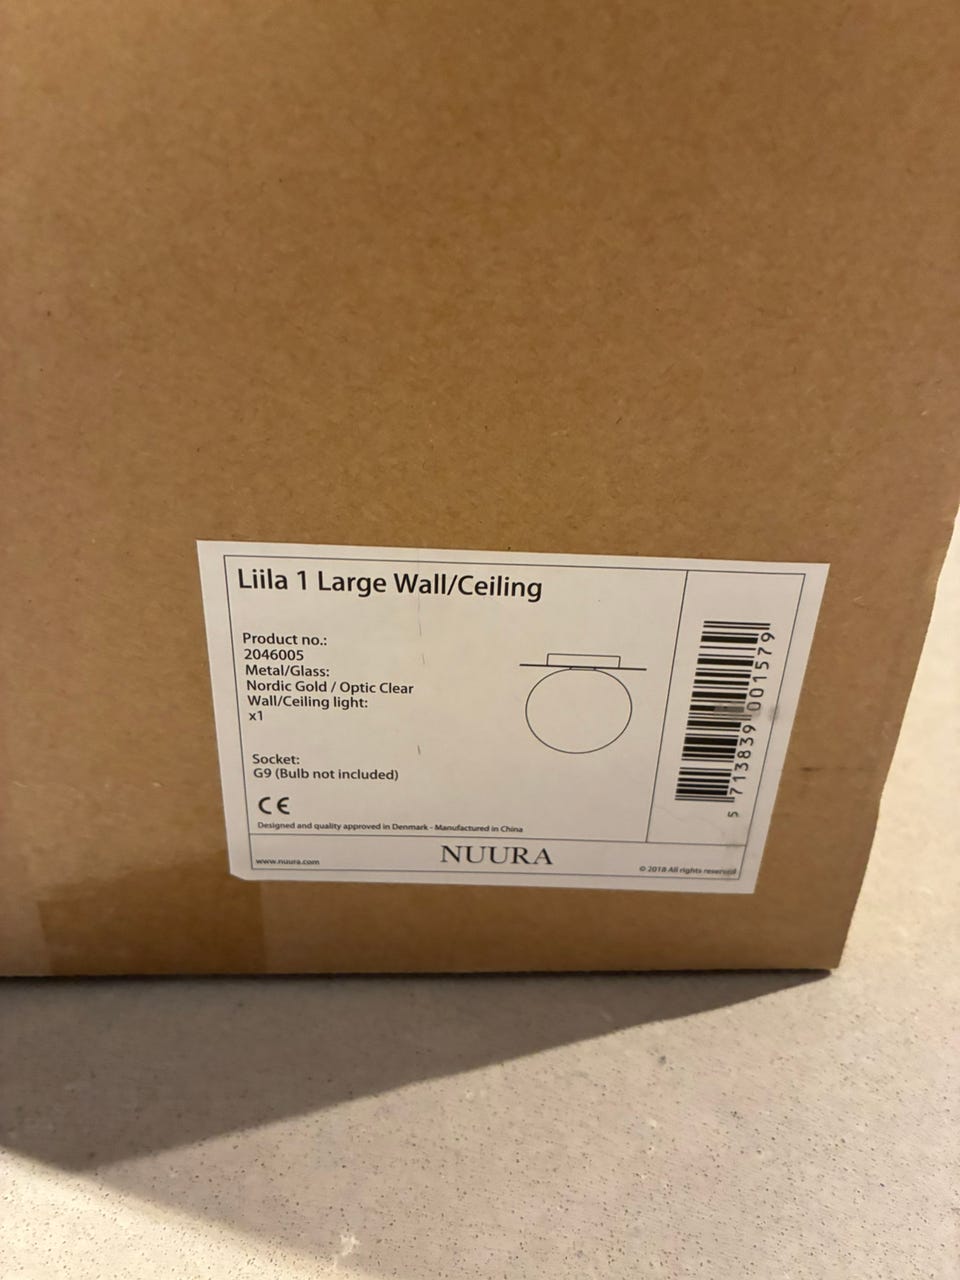 Liila 1 Large Wall/Ceiling
Product no.:
2046005
Metal/Glass:
Nordic Gold / Optic Clear
Wall/Ceiling light:
x1
Socket:
G9 (Bulb not included)
CE
Designed and quality approved in Denmark - Manufactured in China
www.nuura.com
NUURA
© 2018 All rights reserved
5 713839 001579